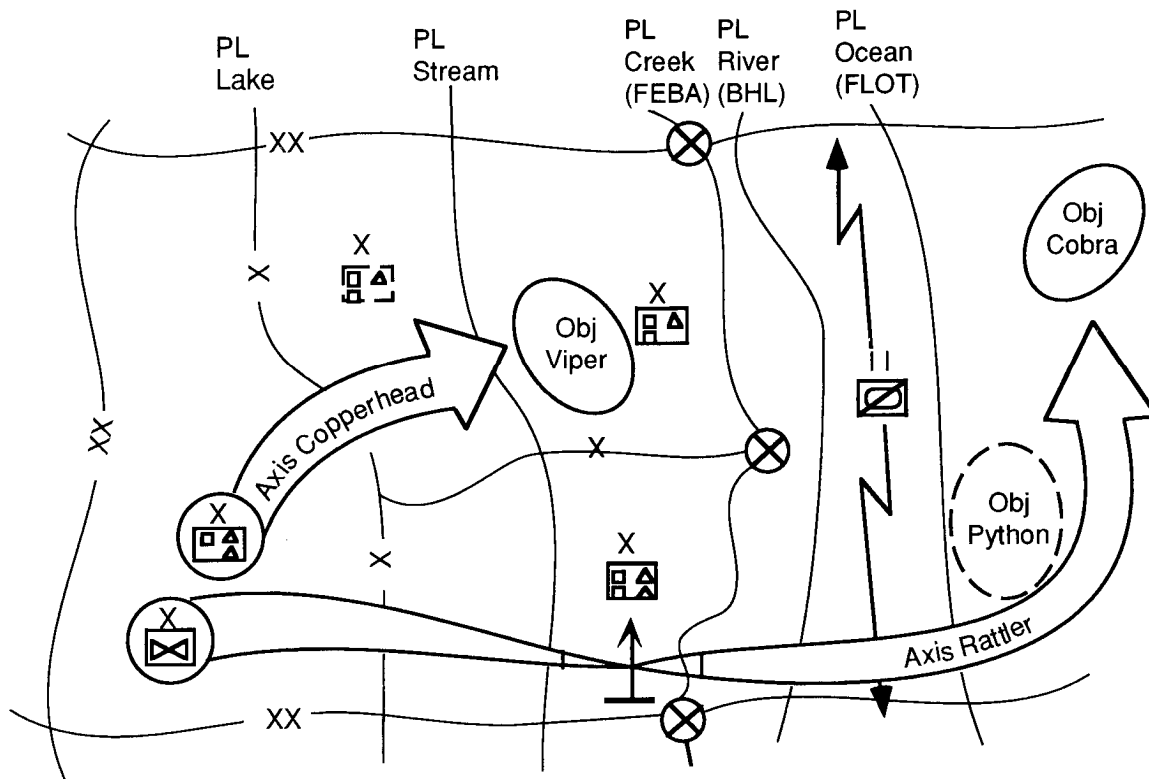 PL
Lake
PL
Stream
PL
Creek
(FEBA)
PL
River
(BHL)
PL
Ocean
(FLOT)
XX
X
X
X
Obj
Viper
Obj
Cobra
XX
Axis Copperhead
X
X
Obj
Python
X
X
X
Axis Rattler
XX
I I